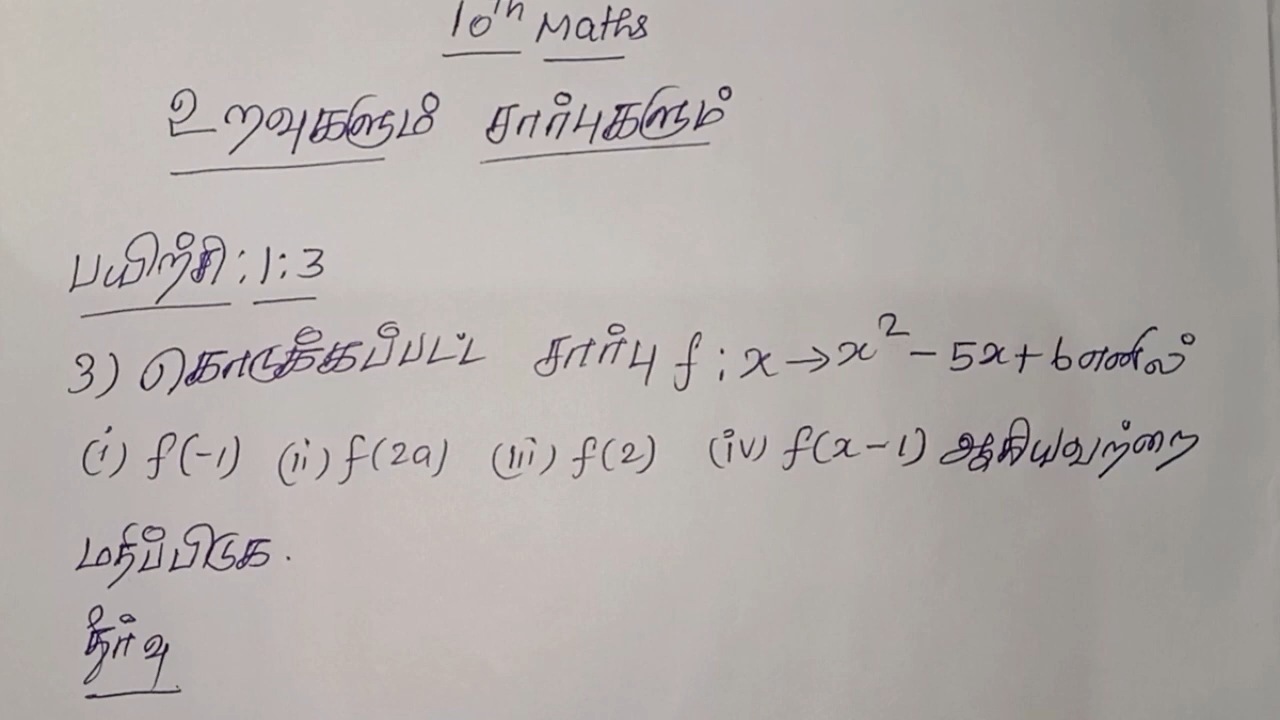 10th Maths
உறவுகளும் சார்புகளும்
பயிற்சி : 1 : 3
3) கொடுக்கப்பட்ட சார்பு f : x → x² - 5x + 6 எனில்
(i) f(-1) (ii) f(2a) (iii) f(2) (iv) f(x-1) ஆகியவற்றை
மதிப்பிடுக.
தீர்வு